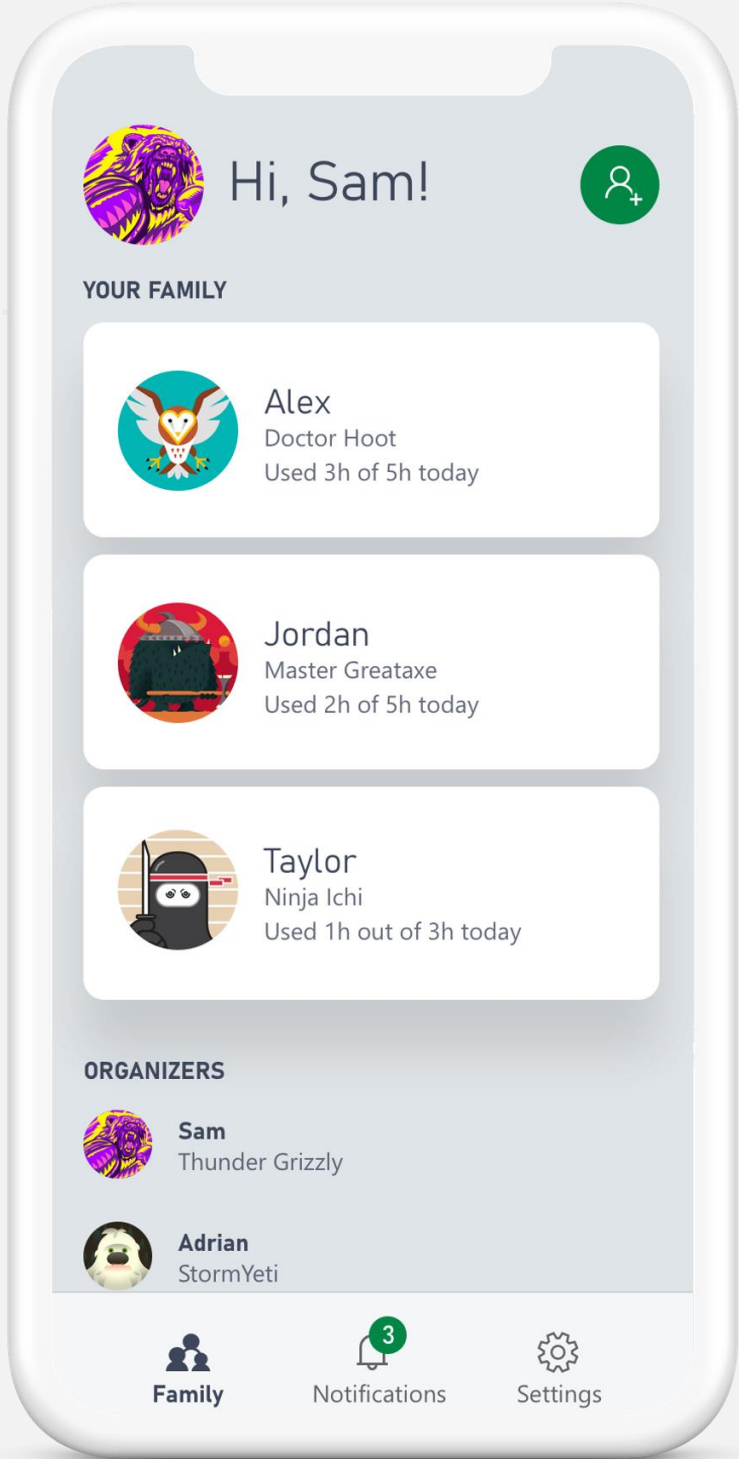 Hi, Sam!
YOUR FAMILY
Alex
Doctor Hoot
Used 3h of 5h today
Jordan
Master Greataxe
Used 2h of 5h today
Taylor
Ninja Ichi
Used 1h out of 3h today
ORGANIZERS
Sam
Thunder Grizzly
Adrian
StormYeti
3
Family
Notifications
Settings